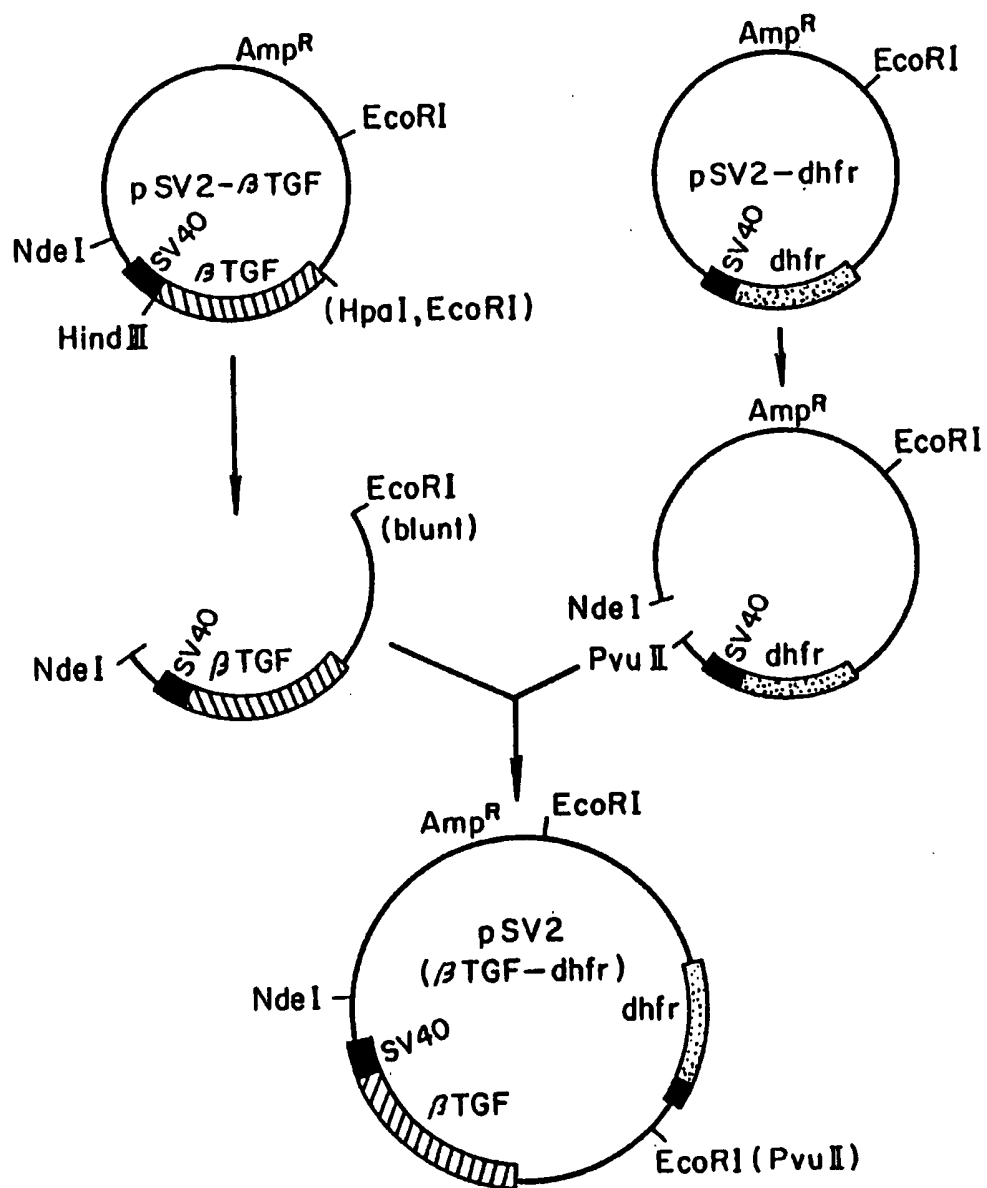 AmpR
EcoRI
pSV2-βTGF
NdeI
SV40
βTGF
(HpaI, EcoRI)
HindIII
AmpR
EcoRI
pSV2-dhfr
SV40
dhfr
EcoRI
(blunt)
NdeI
SV40
βTGF
AmpR
EcoRI
NdeI
PvuII
SV40
dhfr
AmpR
EcoRI
pSV2
(βTGF-dhfr)
NdeI
dhfr
SV40
βTGF
EcoRI (PvuII)